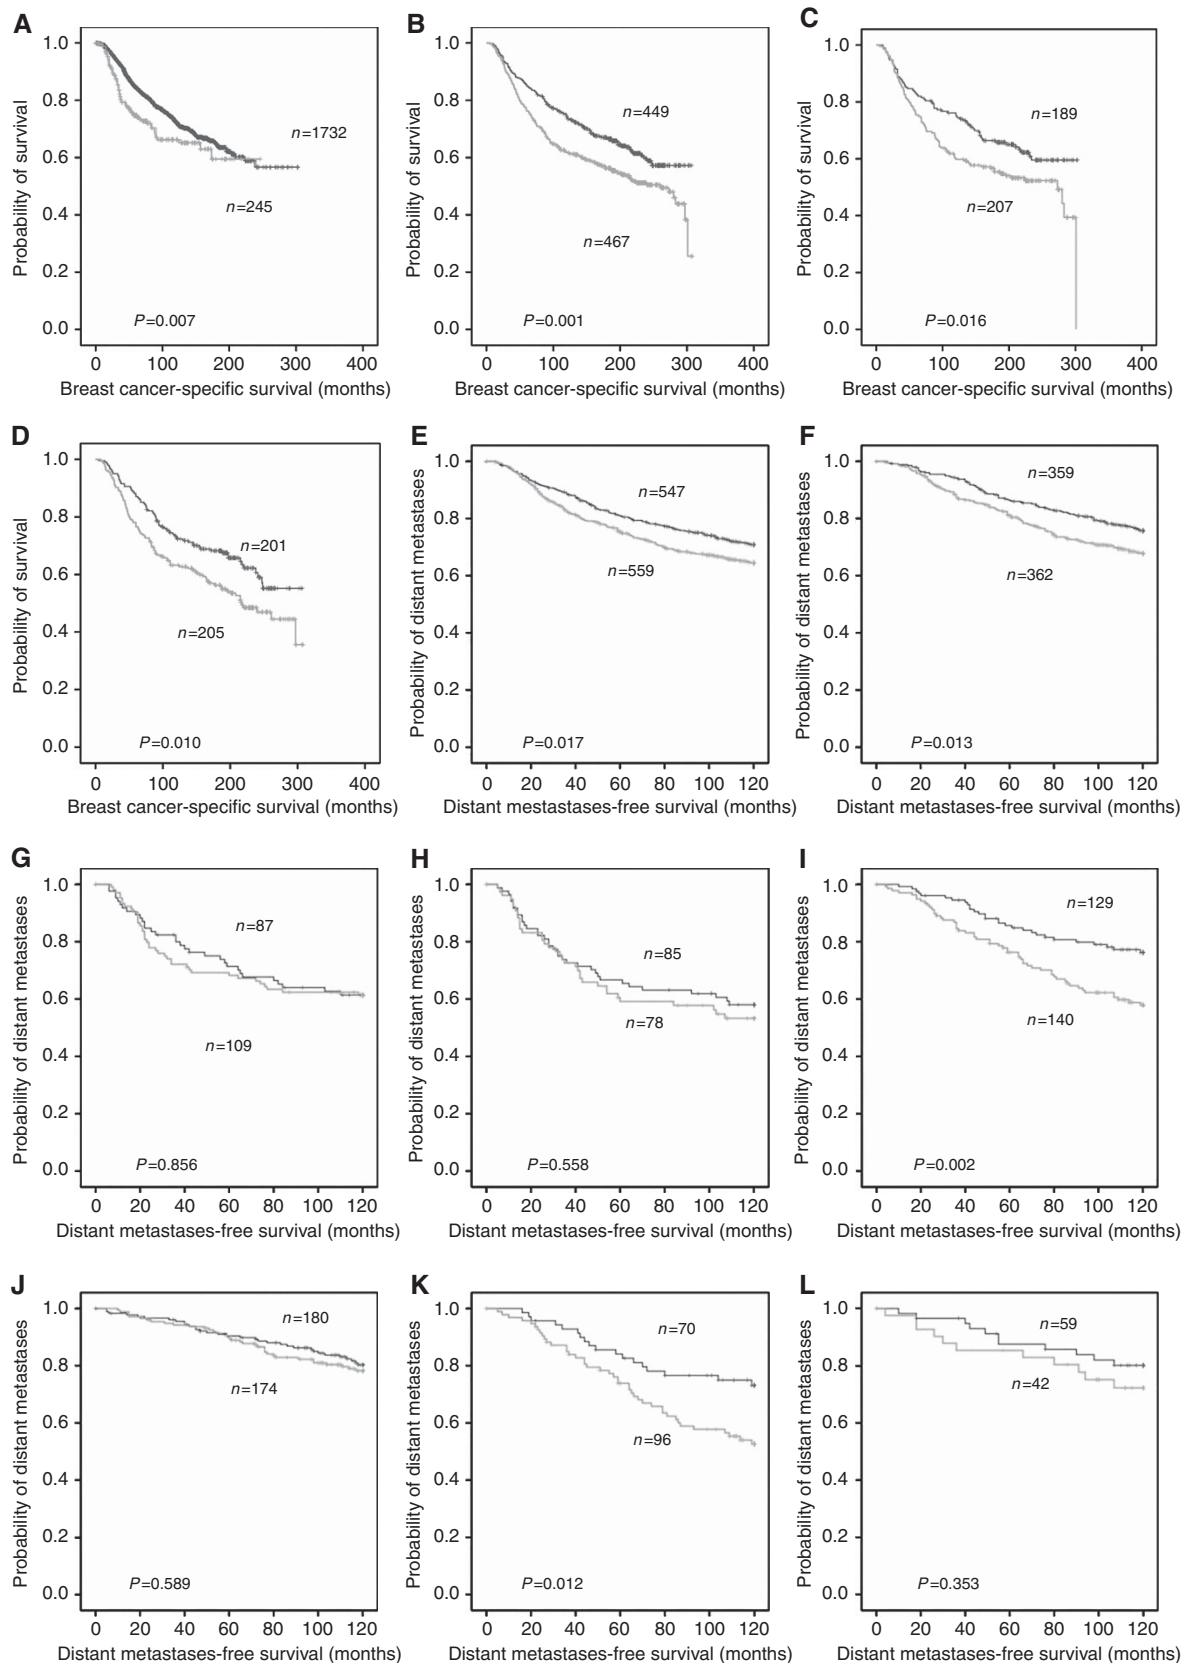 A
Probability of survival
1.0
0.8
0.6
0.4
0.2
0.0
n=1732
n=245
P=0.007
0 100 200 300 400
Breast cancer-specific survival (months)
B
Probability of survival
1.0
0.8
0.6
0.4
0.2
0.0
n=449
n=467
P=0.001
0 100 200 300 400
Breast cancer-specific survival (months)
C
Probability of survival
1.0
0.8
0.6
0.4
0.2
0.0
n=189
n=207
P=0.016
0 100 200 300 400
Breast cancer-specific survival (months)
D
Probability of survival
1.0
0.8
0.6
0.4
0.2
0.0
n=201
n=205
P=0.010
0 100 200 300 400
Breast cancer-specific survival (months)
E
Probability of distant metastases
1.0
0.8
0.6
0.4
0.2
0.0
n=547
n=559
P=0.017
0 20 40 60 80 100 120
Distant mestastases-free survival (months)
F
Probability of distant metastases
1.0
0.8
0.6
0.4
0.2
0.0
n=359
n=362
P=0.013
0 20 40 60 80 100 120
Distant mestastases-free survival (months)
G
Probability of distant metastases
1.0
0.8
0.6
0.4
0.2
0.0
n=87
n=109
P=0.856
0 20 40 60 80 100 120
Distant metastases-free survival (months)
H
Probability of distant metastases
1.0
0.8
0.6
0.4
0.2
0.0
n=85
n=78
P=0.558
0 20 40 60 80 100 120
Distant metastases-free survival (months)
I
Probability of distant metastases
1.0
0.8
0.6
0.4
0.2
0.0
n=129
n=140
P=0.002
0 20 40 60 80 100 120
Distant metastases-free survival (months)
J
Probability of distant metastases
1.0
0.8
0.6
0.4
0.2
0.0
n=180
n=174
P=0.589
0 20 40 60 80 100 120
Distant metastases-free survival (months)
K
Probability of distant metastases
1.0
0.8
0.6
0.4
0.2
0.0
n=70
n=96
P=0.012
0 20 40 60 80 100 120
Distant metastases-free survival (months)
L
Probability of distant metastases
1.0
0.8
0.6
0.4
0.2
0.0
n=59
n=42
P=0.353
0 20 40 60 80 100 120
Distant metastases-free survival (months)